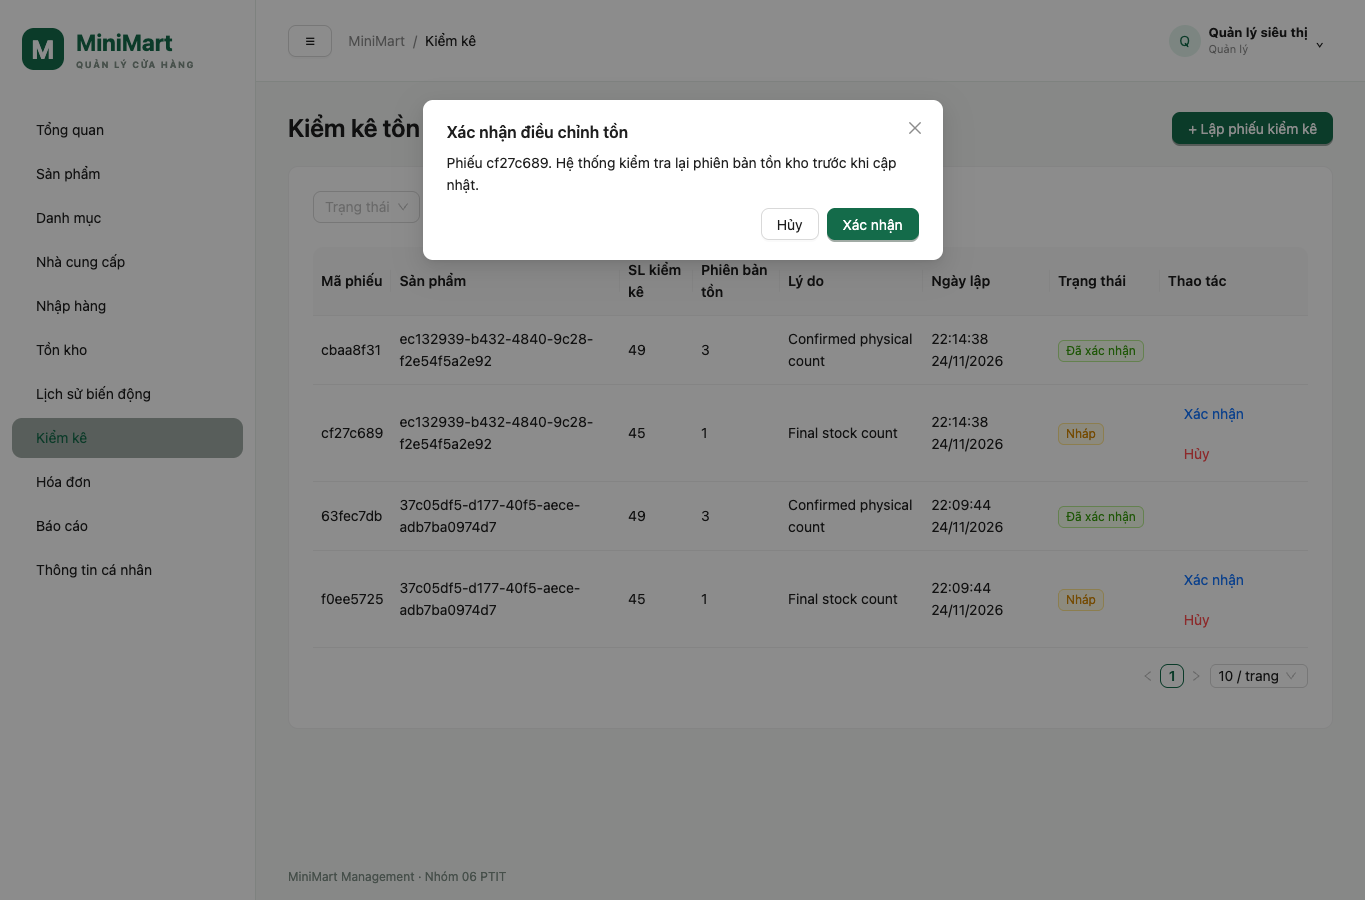 M
MiniMart
QUẢN LÝ CỬA HÀNG
Tổng quan
Sản phẩm
Danh mục
Nhà cung cấp
Nhập hàng
Tồn kho
Lịch sử biến động
Kiểm kê
Hóa đơn
Báo cáo
Thông tin cá nhân
MiniMart / Kiểm kê
Q
Quản lý siêu thị
Quản lý
Kiểm kê tồn
+ Lập phiếu kiểm kê
Xác nhận điều chỉnh tồn
Phiếu cf27c689. Hệ thống kiểm tra lại phiên bản tồn kho trước khi cập
nhật.
Hủy
Xác nhận
Trạng thái
Mã phiếu
Sản phẩm
SL kiểm
kê
Phiên bản
tồn
Lý do
Ngày lập
Trạng thái
Thao tác
cbaa8f31
ec132939-b432-4840-9c28-
f2e54f5a2e92
49
3
Confirmed physical
count
22:14:38
24/11/2026
Đã xác nhận
cf27c689
ec132939-b432-4840-9c28-
f2e54f5a2e92
45
1
Final stock count
22:14:38
24/11/2026
Nháp
Xác nhận
Hủy
63fec7db
37c05df5-d177-40f5-aece-
adb7ba0974d7
49
3
Confirmed physical
count
22:09:44
24/11/2026
Đã xác nhận
f0ee5725
37c05df5-d177-40f5-aece-
adb7ba0974d7
45
1
Final stock count
22:09:44
24/11/2026
Nháp
Xác nhận
Hủy
1
10 / trang
MiniMart Management · Nhóm 06 PTIT